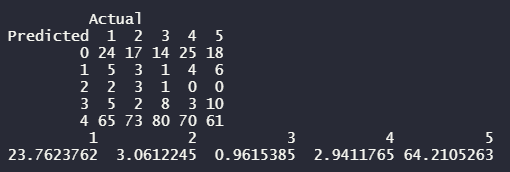 Actual
Predicted 1 2 3 4 5
0 24 17 14 25 18
1 5 3 1 4 6
2 2 3 1 0 0
3 5 2 8 3 10
4 65 73 80 70 61
1 2 3 4 5
23.7623762 3.0612245 0.9615385 2.9411765 64.2105263